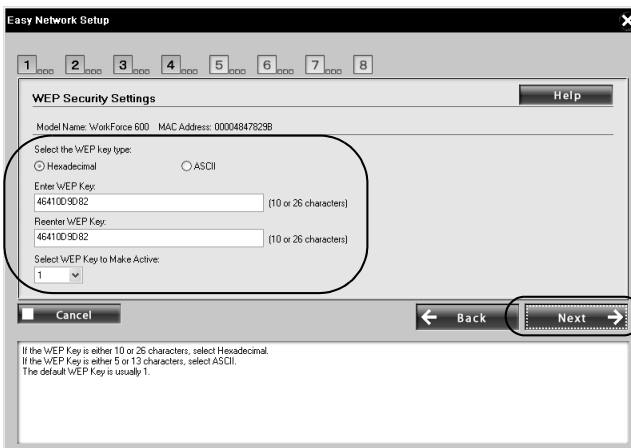 Easy Network Setup
1 2 3 4 5 6 7 8
WEP Security Settings
Help
Model Name: WorkForce 600 MAC Address: 00004847829B
Select the WEP key type:
Hexadecimal ASCII
Enter WEP Key:
46410D9D82 (10 or 26 characters)
Reenter WEP Key:
46410D9D82 (10 or 26 characters)
Select WEP Key to Make Active:
1
Cancel Back Next
If the WEP Key is either 10 or 26 characters, select Hexadecimal.
If the WEP Key is either 5 or 13 characters, select ASCII.
The default WEP Key is usually 1.